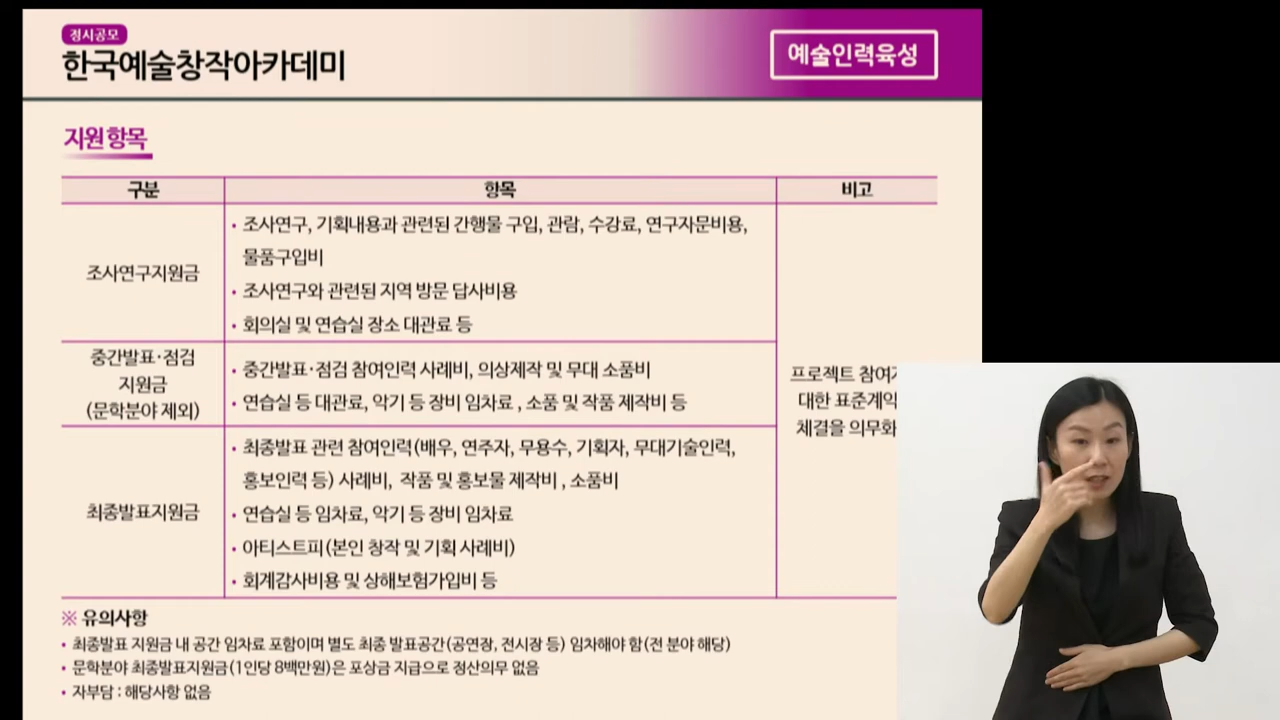 정시공모
한국예술창작아카데미
예술인력육성
지원항목
구분
항목
비고
조사연구지원금
• 조사연구, 기획내용과 관련된 간행물 구입, 관람, 수강료, 연구자문비용,
물품구입비
• 조사연구와 관련된 지역 방문 답사비용
• 회의실 및 연습실 장소 대관료 등
중간발표·점검
지원금
(문학분야 제외)
• 중간발표·점검 참여인력 사례비, 의상제작 및 무대 소품비
• 연습실 등 대관료, 악기 등 장비 임차료 , 소품 및 작품 제작비 등
프로젝트 참여
대한 표준계약
체결을 의무화
최종발표지원금
• 최종발표 관련 참여인력(배우, 연주자, 무용수, 기획자, 무대기술인력,
홍보인력 등) 사례비, 작품 및 홍보물 제작비 , 소품비
• 연습실 등 임차료, 악기 등 장비 임차료
• 아티스트피(본인 창작 및 기획 사례비)
• 회계감사비용 및 상해보험가입비 등
※ 유의사항
• 최종발표 지원금 내 공간 임차료 포함이며 별도 최종 발표공간(공연장, 전시장 등) 임차해야 함(전 분야 해당)
• 문학분야 최종발표지원금(1인당 8백만원)은 포상금 지급으로 정산의무 없음
• 자부담 : 해당사항 없음